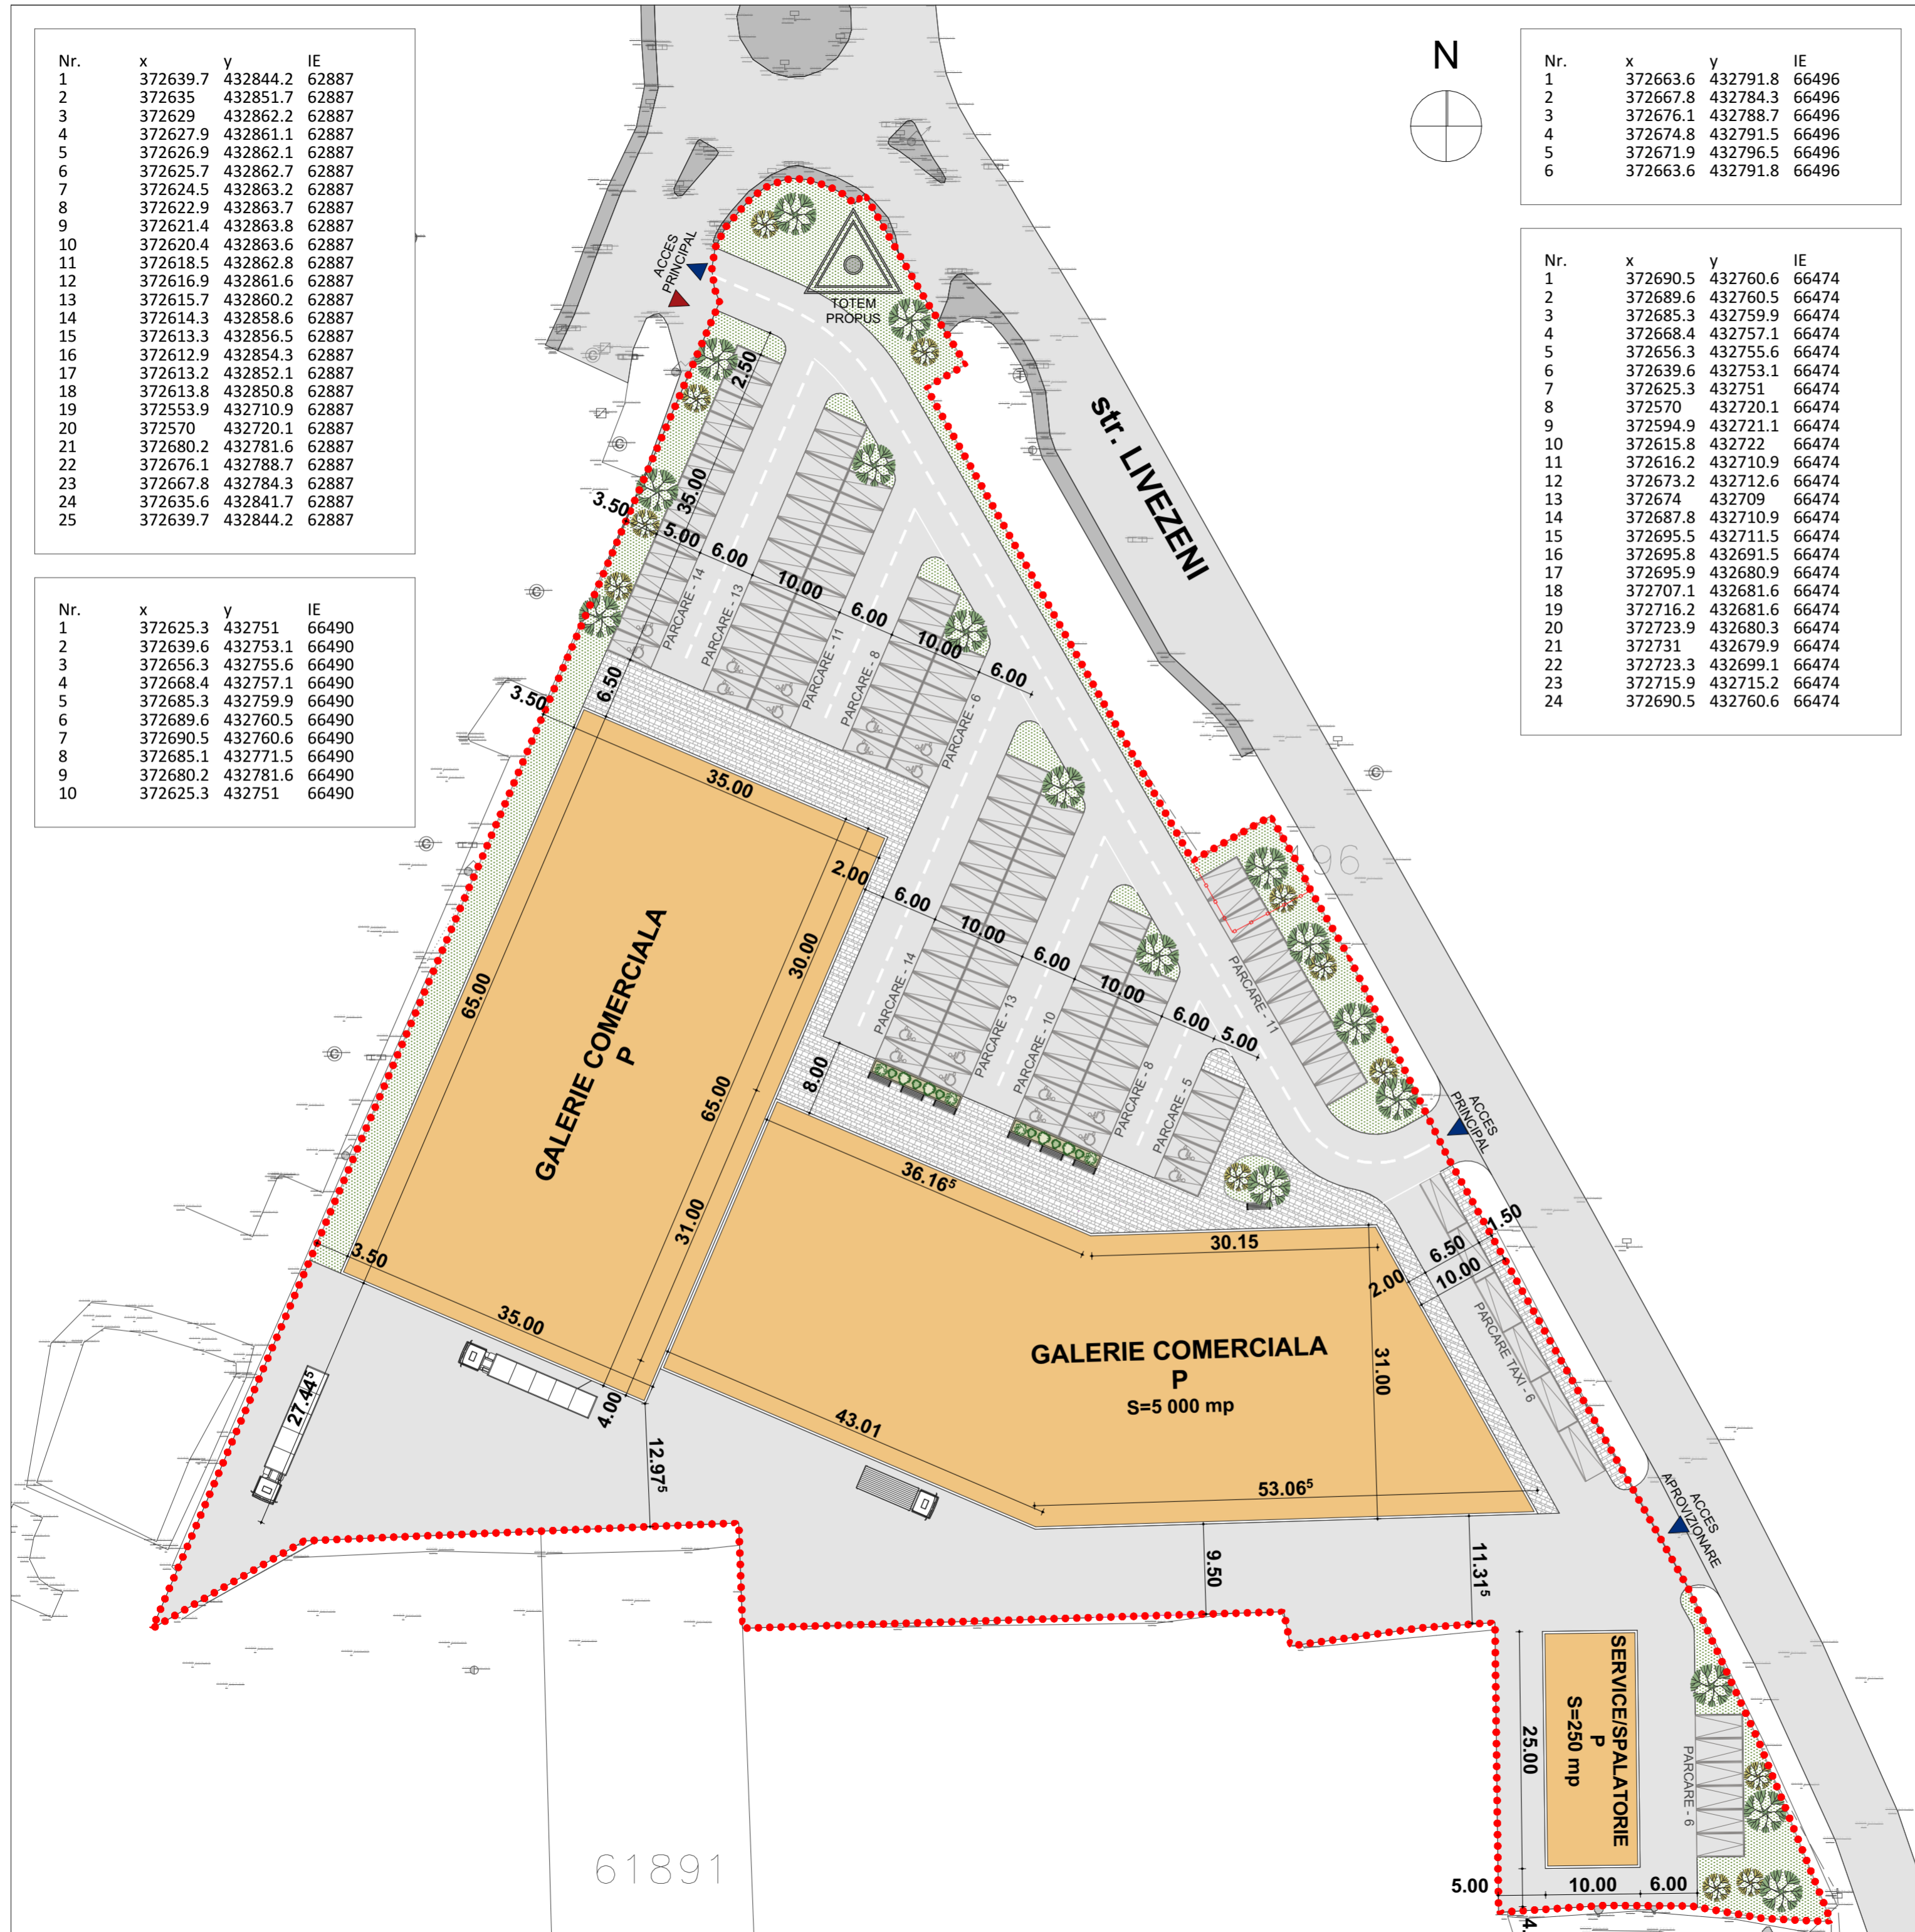 Nr. x y IE
1 372639.7 432844.2 62887
2 372635 432851.7 62887
3 372629 432862.2 62887
4 372627.9 432861.1 62887
5 372626.9 432862.1 62887
6 372625.7 432862.7 62887
7 372624.5 432863.2 62887
8 372622.9 432863.7 62887
9 372621.4 432863.8 62887
10 372620.4 432863.6 62887
11 372618.5 432862.8 62887
12 372616.9 432861.6 62887
13 372615.7 432860.2 62887
14 372614.3 432858.6 62887
15 372613.3 432856.5 62887
16 372612.9 432854.3 62887
17 372613.2 432852.1 62887
18 372613.8 432850.8 62887
19 372553.9 432710.9 62887
20 372570 432720.1 62887
21 372680.2 432781.6 62887
22 372676.1 432788.7 62887
23 372667.8 432784.3 62887
24 372635.6 432841.7 62887
25 372639.7 432844.2 62887
Nr. x y IE
1 372625.3 432751 66490
2 372639.6 432753.1 66490
3 372656.3 432755.6 66490
4 372668.4 432757.1 66490
5 372685.3 432759.9 66490
6 372689.6 432760.5 66490
7 372690.5 432760.6 66490
8 372685.1 432771.5 66490
9 372680.2 432781.6 66490
10 372625.3 432751 66490
N
Nr. x y IE
1 372663.6 432791.8 66496
2 372667.8 432784.3 66496
3 372676.1 432788.7 66496
4 372674.8 432791.5 66496
5 372671.9 432796.5 66496
6 372663.6 432791.8 66496
Nr. x y IE
1 372690.5 432760.6 66474
2 372689.6 432760.5 66474
3 372685.3 432759.9 66474
4 372668.4 432757.1 66474
5 372656.3 432755.6 66474
6 372639.6 432753.1 66474
7 372625.3 432751 66474
8 372570 432720.1 66474
9 372594.9 432721.1 66474
10 372615.8 432722 66474
11 372616.2 432710.9 66474
12 372673.2 432712.6 66474
13 372674 432709 66474
14 372687.8 432710.9 66474
15 372695.5 432711.5 66474
16 372695.8 432691.5 66474
17 372695.9 432680.9 66474
18 372707.1 432681.6 66474
19 372716.2 432681.6 66474
20 372723.9 432680.3 66474
21 372731 432679.9 66474
22 372723.3 432699.1 66474
23 372715.9 432715.2 66474
24 372690.5 432760.6 66474
ACCES
PRINCIPAL
TOTEM
PROPUS
str. LIVEZENI
2.50
35.00
3.50
5.00
6.00
10.00
6.00
10.00
6.00
PARCARE - 14
PARCARE - 13
PARCARE - 11
PARCARE - 8
PARCARE - 6
6.50
3.50
35.00
2.00
6.00
10.00
6.00
10.00
6.00
5.00
496
30.00
65.00
GALERIE COMERCIALA
P
65.00
31.00
8.00
PARCARE - 14
PARCARE - 13
PARCARE - 10
PARCARE - 8
PARCARE - 5
PARCARE - 11
ACCES
PRINCIPAL
36.16⁵
30.15
1.50
6.50
10.00
2.00
PARCARE TAXI - 6
3.50
35.00
GALERIE COMERCIALA
P
S=5 000 mp
31.00
27.44⁵
4.00
12.97⁵
43.01
53.06⁵
9.50
11.31⁵
ACCES
APROVIZIONARE
SERVICE/SPALATORIE
P
S=250 mp
25.00
PARCARE - 6
5.00
10.00
6.00
61891